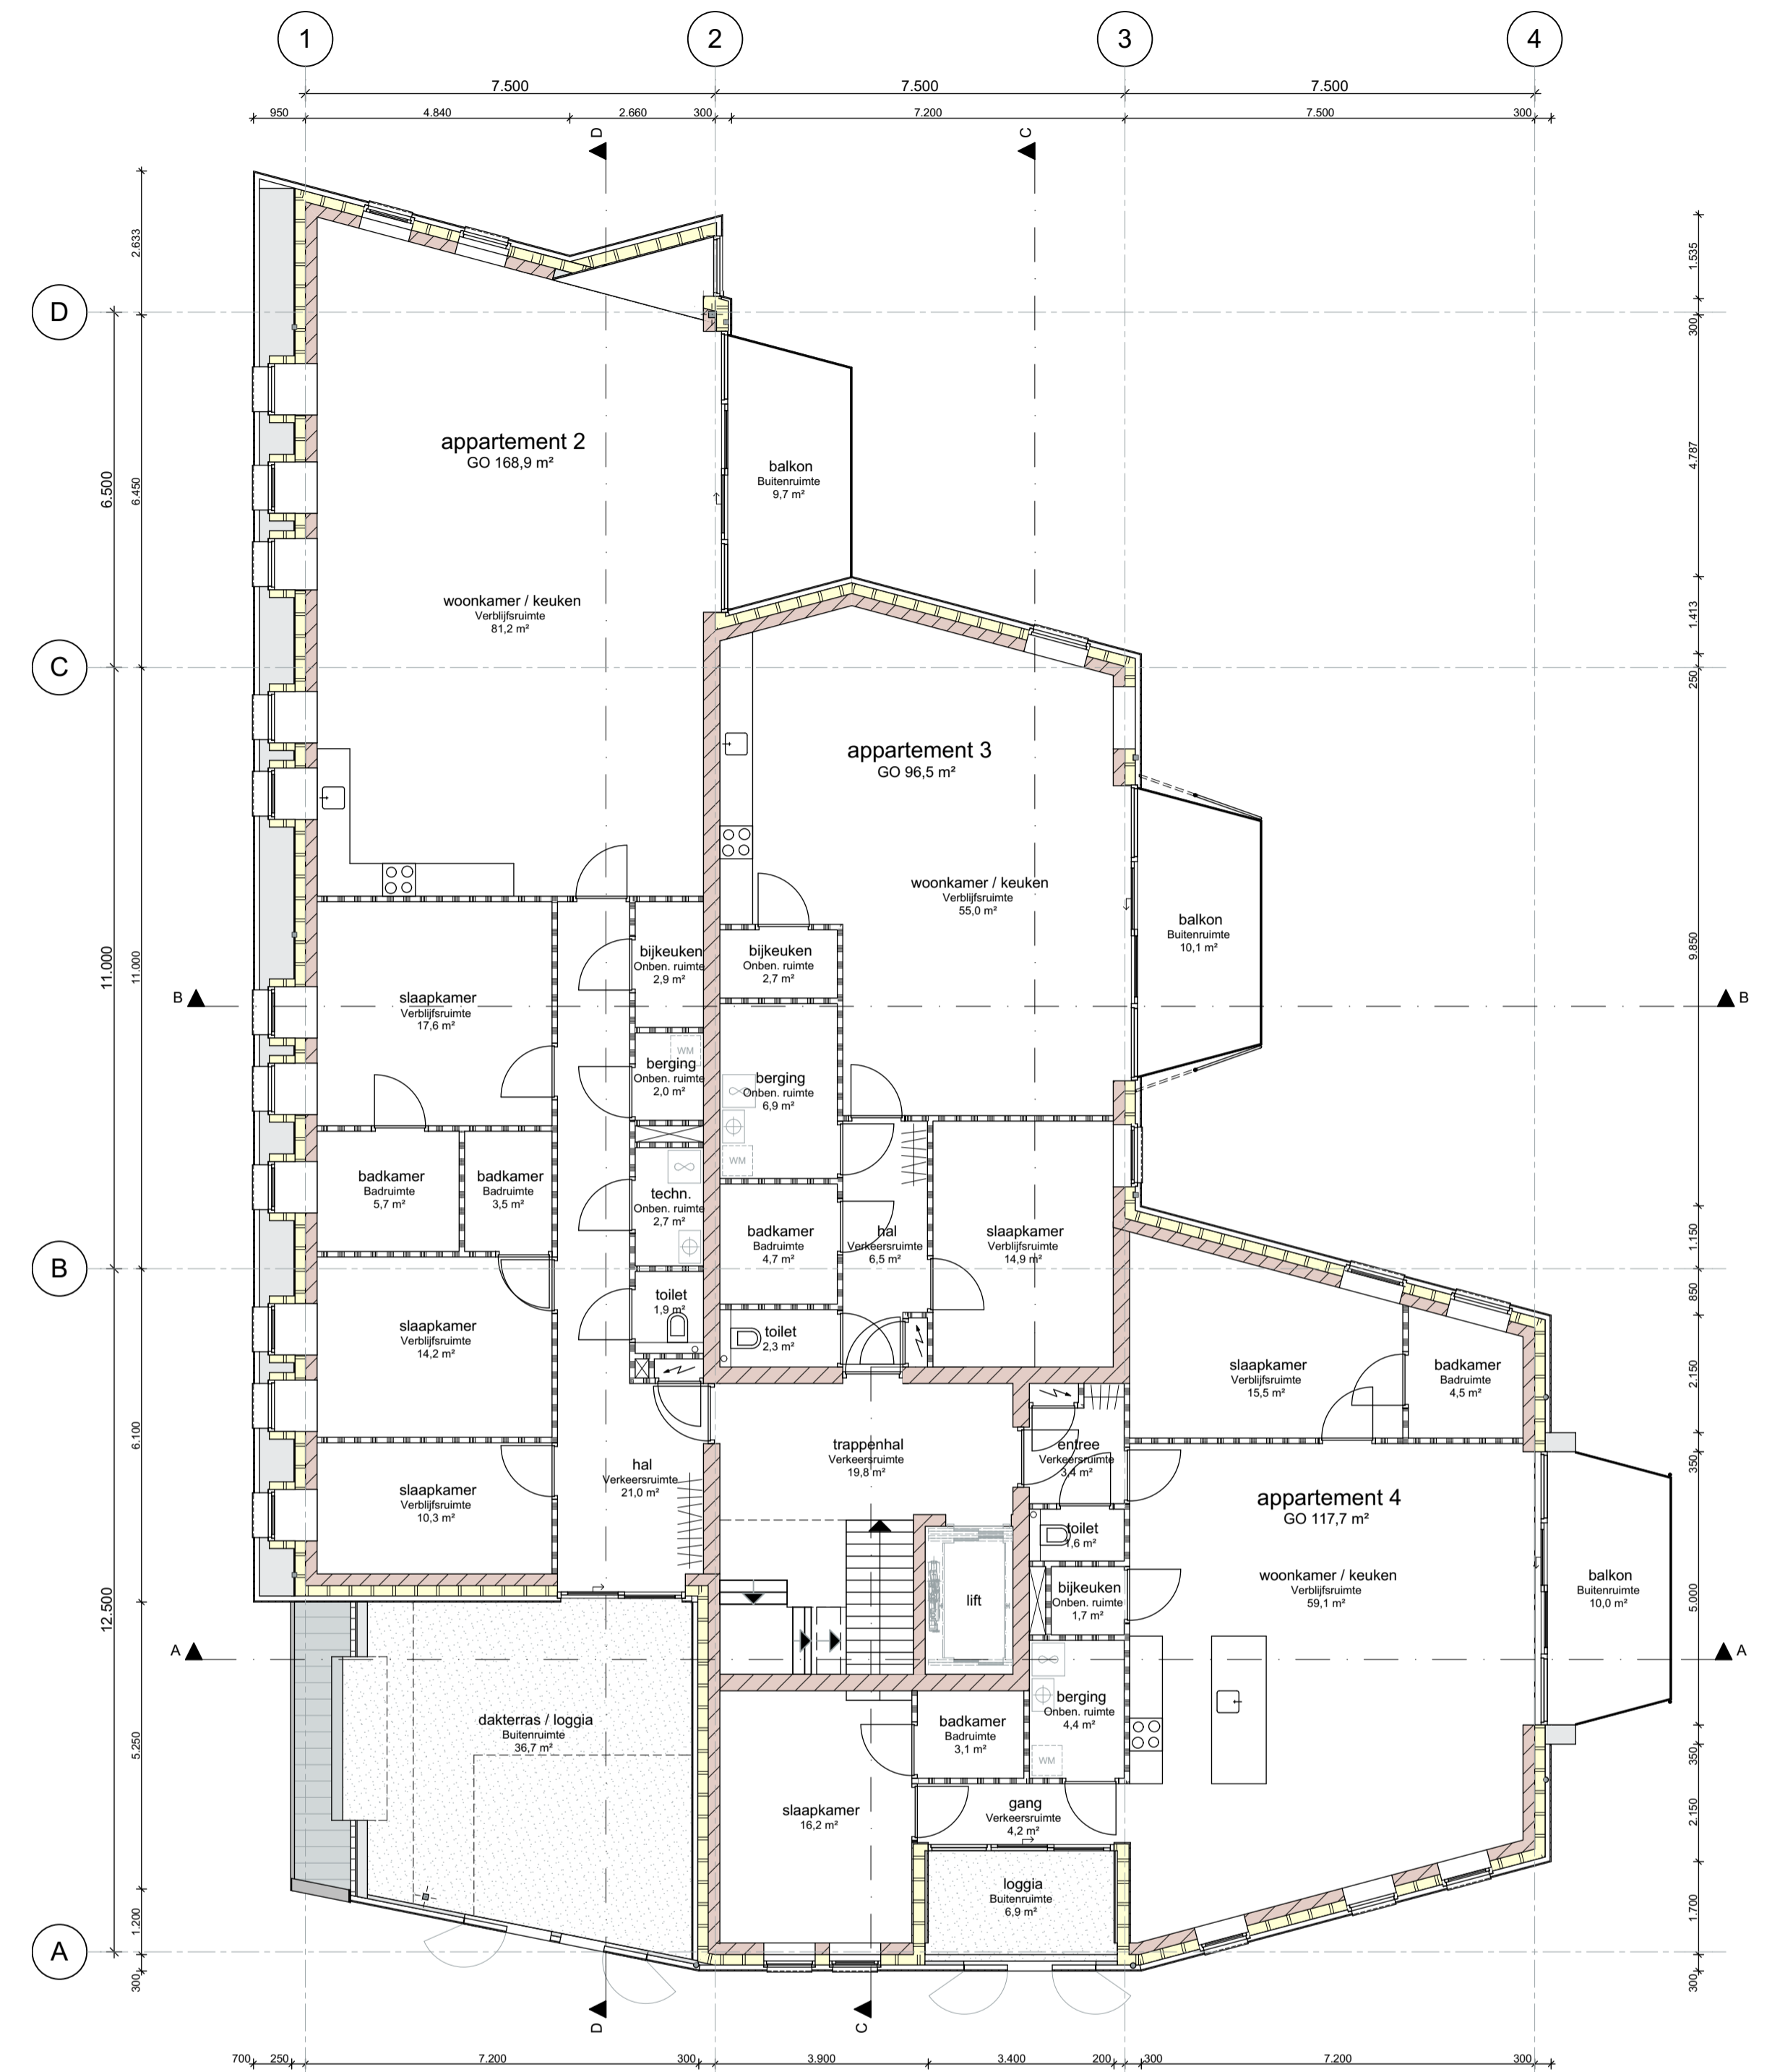 1
2
3
4
7.500
7.500
7.500
950
4.840
2.660
300
7.200
7.500
300
D
C
2.633
1.535
D
300
appartement 2
GO 168,9 m²
balkon
Buitenruimte
9,7 m²
6.500
6.450
4.787
woonkamer / keuken
Verblijfsruimte
81,2 m²
1.413
C
250
appartement 3
GO 96,5 m²
woonkamer / keuken
Verblijfsruimte
55,0 m²
balkon
Buitenruimte
10,1 m²
11.000
11.000
9.850
bijkeuken
Onben. ruimte
2,9 m²
bijkeuken
Onben. ruimte
2,7 m²
B
B
slaapkamer
Verblijfsruimte
17,6 m²
WM
berging
Onben. ruimte
2,0 m²
berging
Onben. ruimte
6,9 m²
WM
badkamer
Badruimte
5,7 m²
badkamer
Badruimte
3,5 m²
techn.
Onben. ruimte
2,7 m²
badkamer
Badruimte
4,7 m²
hal
Verkeersruimte
6,5 m²
slaapkamer
Verblijfsruimte
14,9 m²
1.150
B
850
toilet
1,9 m²
toilet
2,3 m²
slaapkamer
Verblijfsruimte
14,2 m²
slaapkamer
Verblijfsruimte
15,5 m²
badkamer
Badruimte
4,5 m²
2.150
6.100
trappenhal
Verkeersruimte
19,8 m²
entree
Verkeersruimte
3,4 m²
350
hal
Verkeersruimte
21,0 m²
slaapkamer
Verblijfsruimte
10,3 m²
appartement 4
GO 117,7 m²
toilet
1,6 m²
woonkamer / keuken
Verblijfsruimte
59,1 m²
balkon
Buitenruimte
10,0 m²
bijkeuken
Onben. ruimte
1,7 m²
lift
12.500
5.000
A
A
berging
Onben. ruimte
4,4 m²
WM
dakterras / loggia
Buitenruimte
36,7 m²
badkamer
Badruimte
3,1 m²
5.250
350
slaapkamer
16,2 m²
gang
Verkeersruimte
4,2 m²
2.150
loggia
Buitenruimte
6,9 m²
1.200
1.700
A
300
300
D
C
700
250
7.200
300
3.900
3.400
200
300
7.200
300